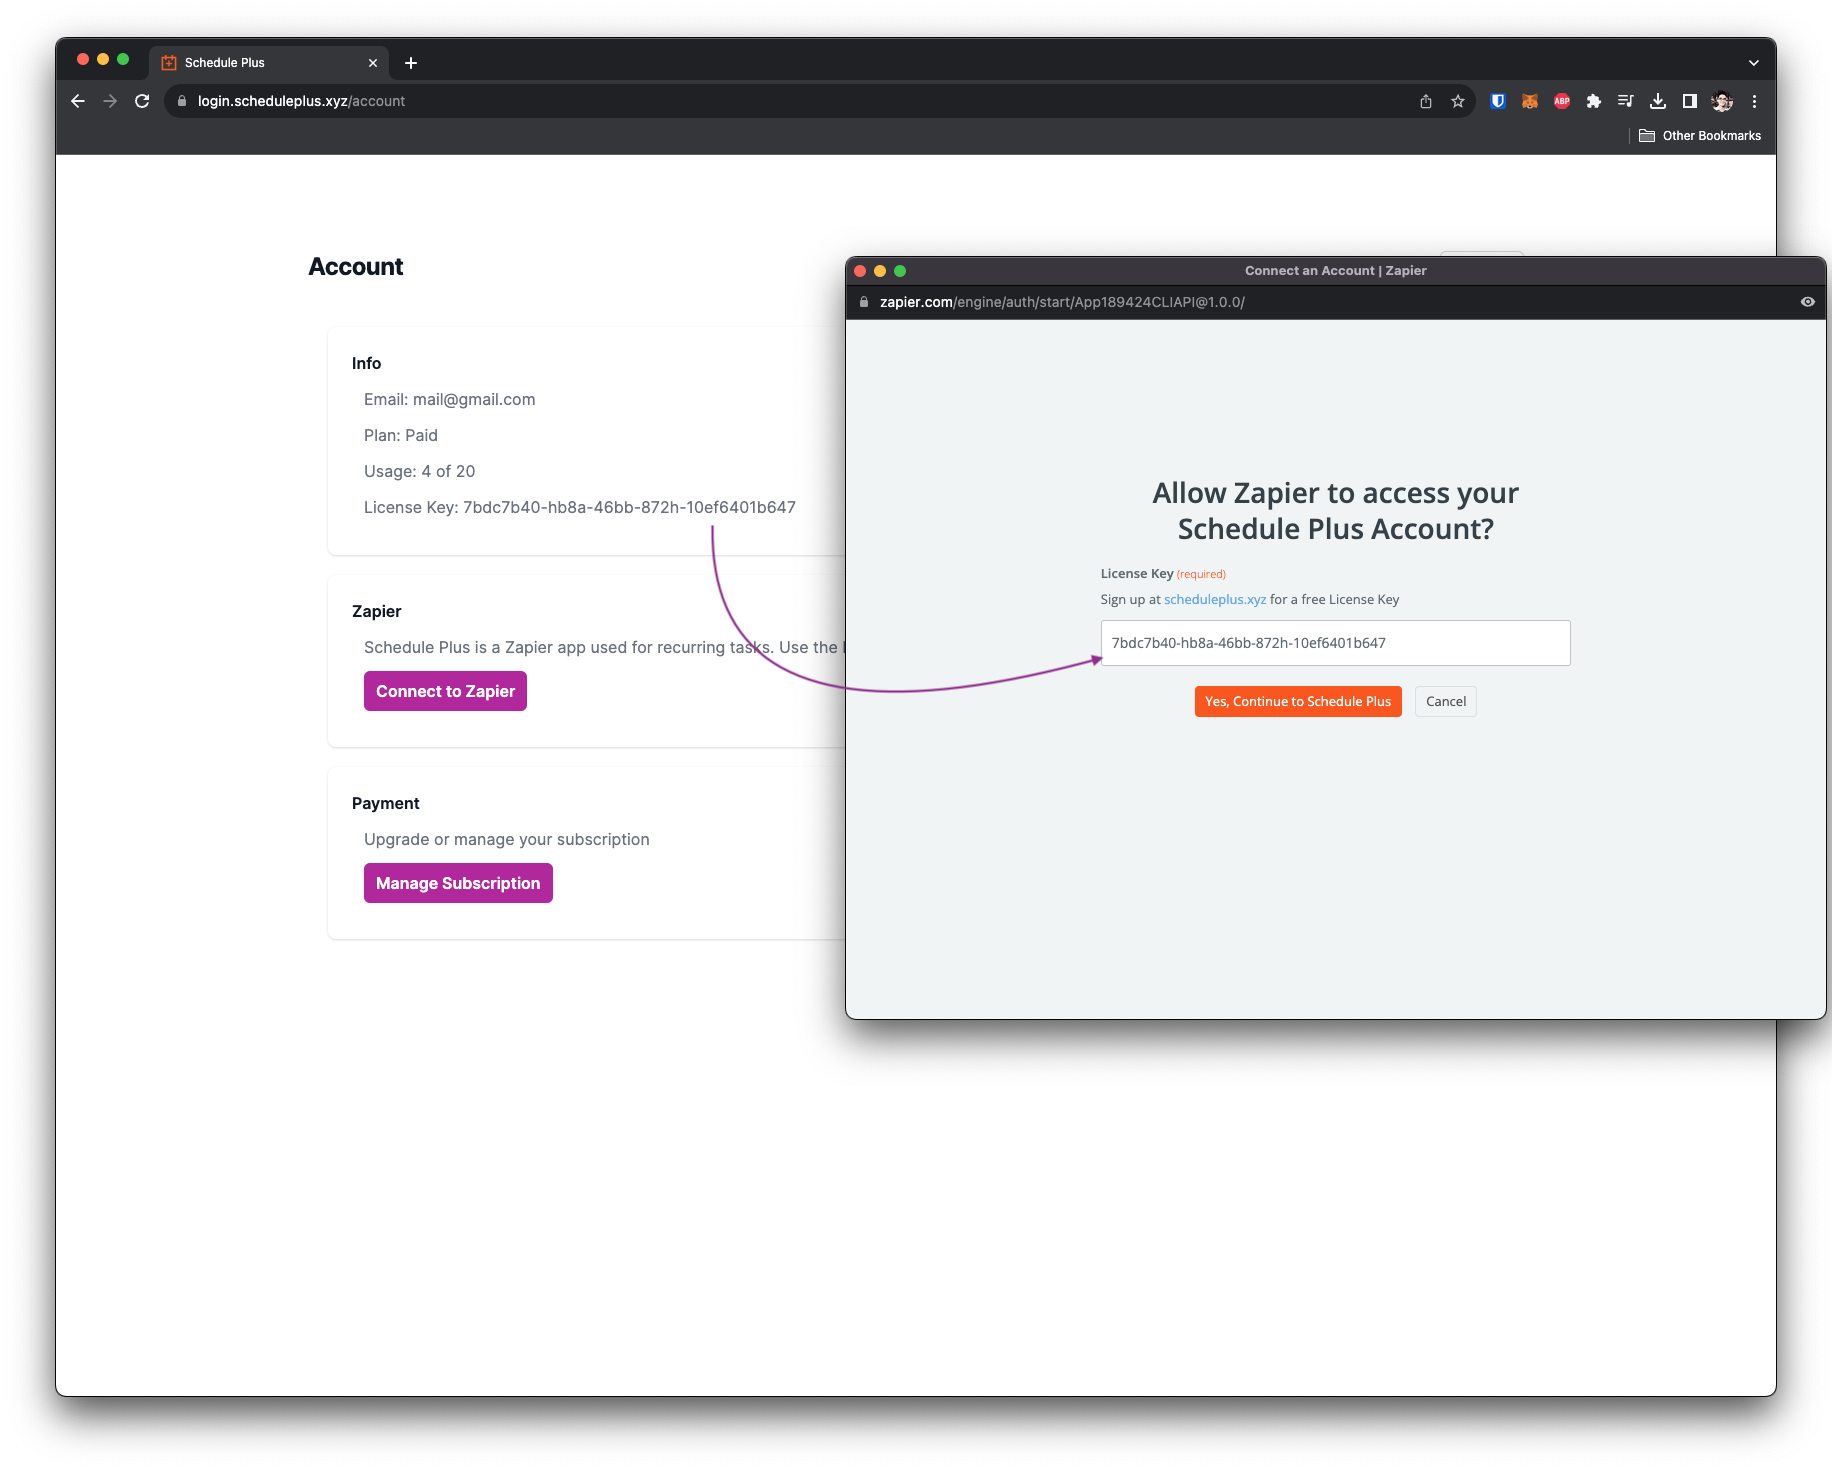 Schedule Plus
login.scheduleplus.xyz/account
ABP
Other Bookmarks
Account
Info
Email: mail@gmail.com
Plan: Paid
Usage: 4 of 20
License Key: 7bdc7b40-hb8a-46bb-872h-10ef6401b647
Zapier
Schedule Plus is a Zapier app used for recurring tasks. Use the
Connect to Zapier
Payment
Upgrade or manage your subscription
Manage Subscription
Connect an Account | Zapier
zapier.com/engine/auth/start/App189424CLIAPI@1.0.0/
Allow Zapier to access your
Schedule Plus Account?
License Key (required)
Sign up at scheduleplus.xyz for a free License Key
7bdc7b40-hb8a-46bb-872h-10ef6401b647
Yes, Continue to Schedule Plus
Cancel